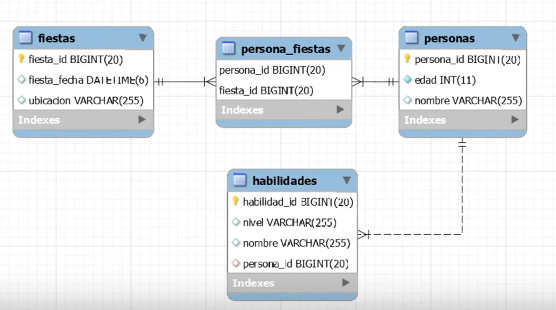 fiestas
fiesta_id BIGINT(20)
fiesta_fecha DATETIME(6)
ubicacion VARCHAR(255)
Indexes
persona_fiestas
persona_id BIGINT(20)
fiesta_id BIGINT(20)
Indexes
personas
persona_id BIGINT(20)
edad INT(11)
nombre VARCHAR(255)
Indexes
habilidades
habilidad_id BIGINT(20)
nivel VARCHAR(255)
nombre VARCHAR(255)
persona_id BIGINT(20)
Indexes